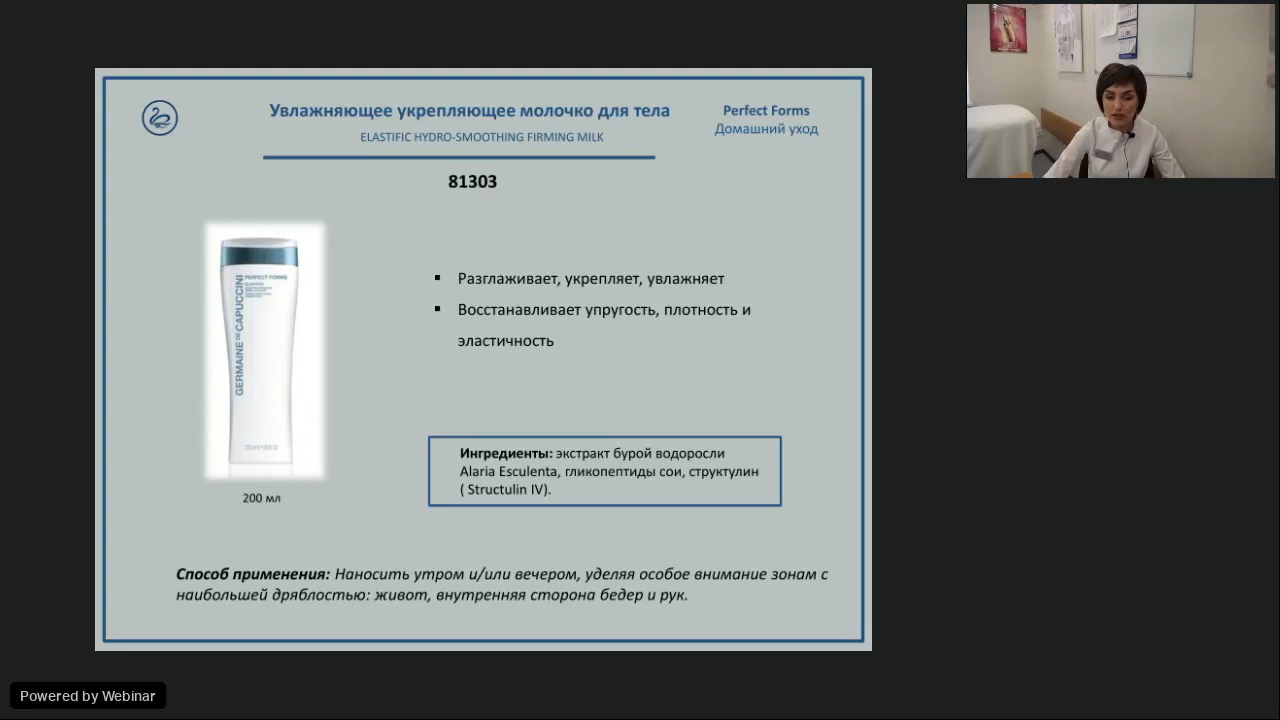 Увлажняющее укрепляющее молочко для тела
ELASTIFIC HYDRO-SMOOTHING FIRMING MILK
Perfect Forms
Домашний уход
81303
GERMAINE DE CAPUCCINI
PERFECT FORMS
▪ Разглаживает, укрепляет, увлажняет
▪ Восстанавливает упругость, плотность и
эластичность
Ингредиенты: экстракт бурой водоросли
Alaria Esculenta, гликопептиды сои, структулин
( Structulin IV).
200 мл
Способ применения: Наносить утром и/или вечером, уделяя особое внимание зонам с
наибольшей дряблостью: живот, внутренняя сторона бедер и рук.
Powered by Webinar